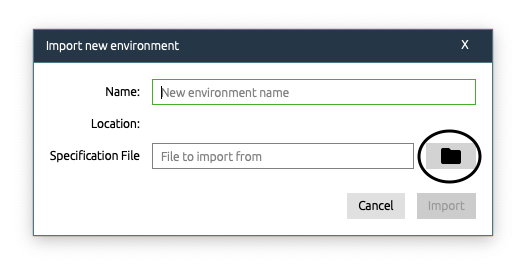 Import new environment X
Name: New environment name
Location:
Specification File File to import from
Cancel Import